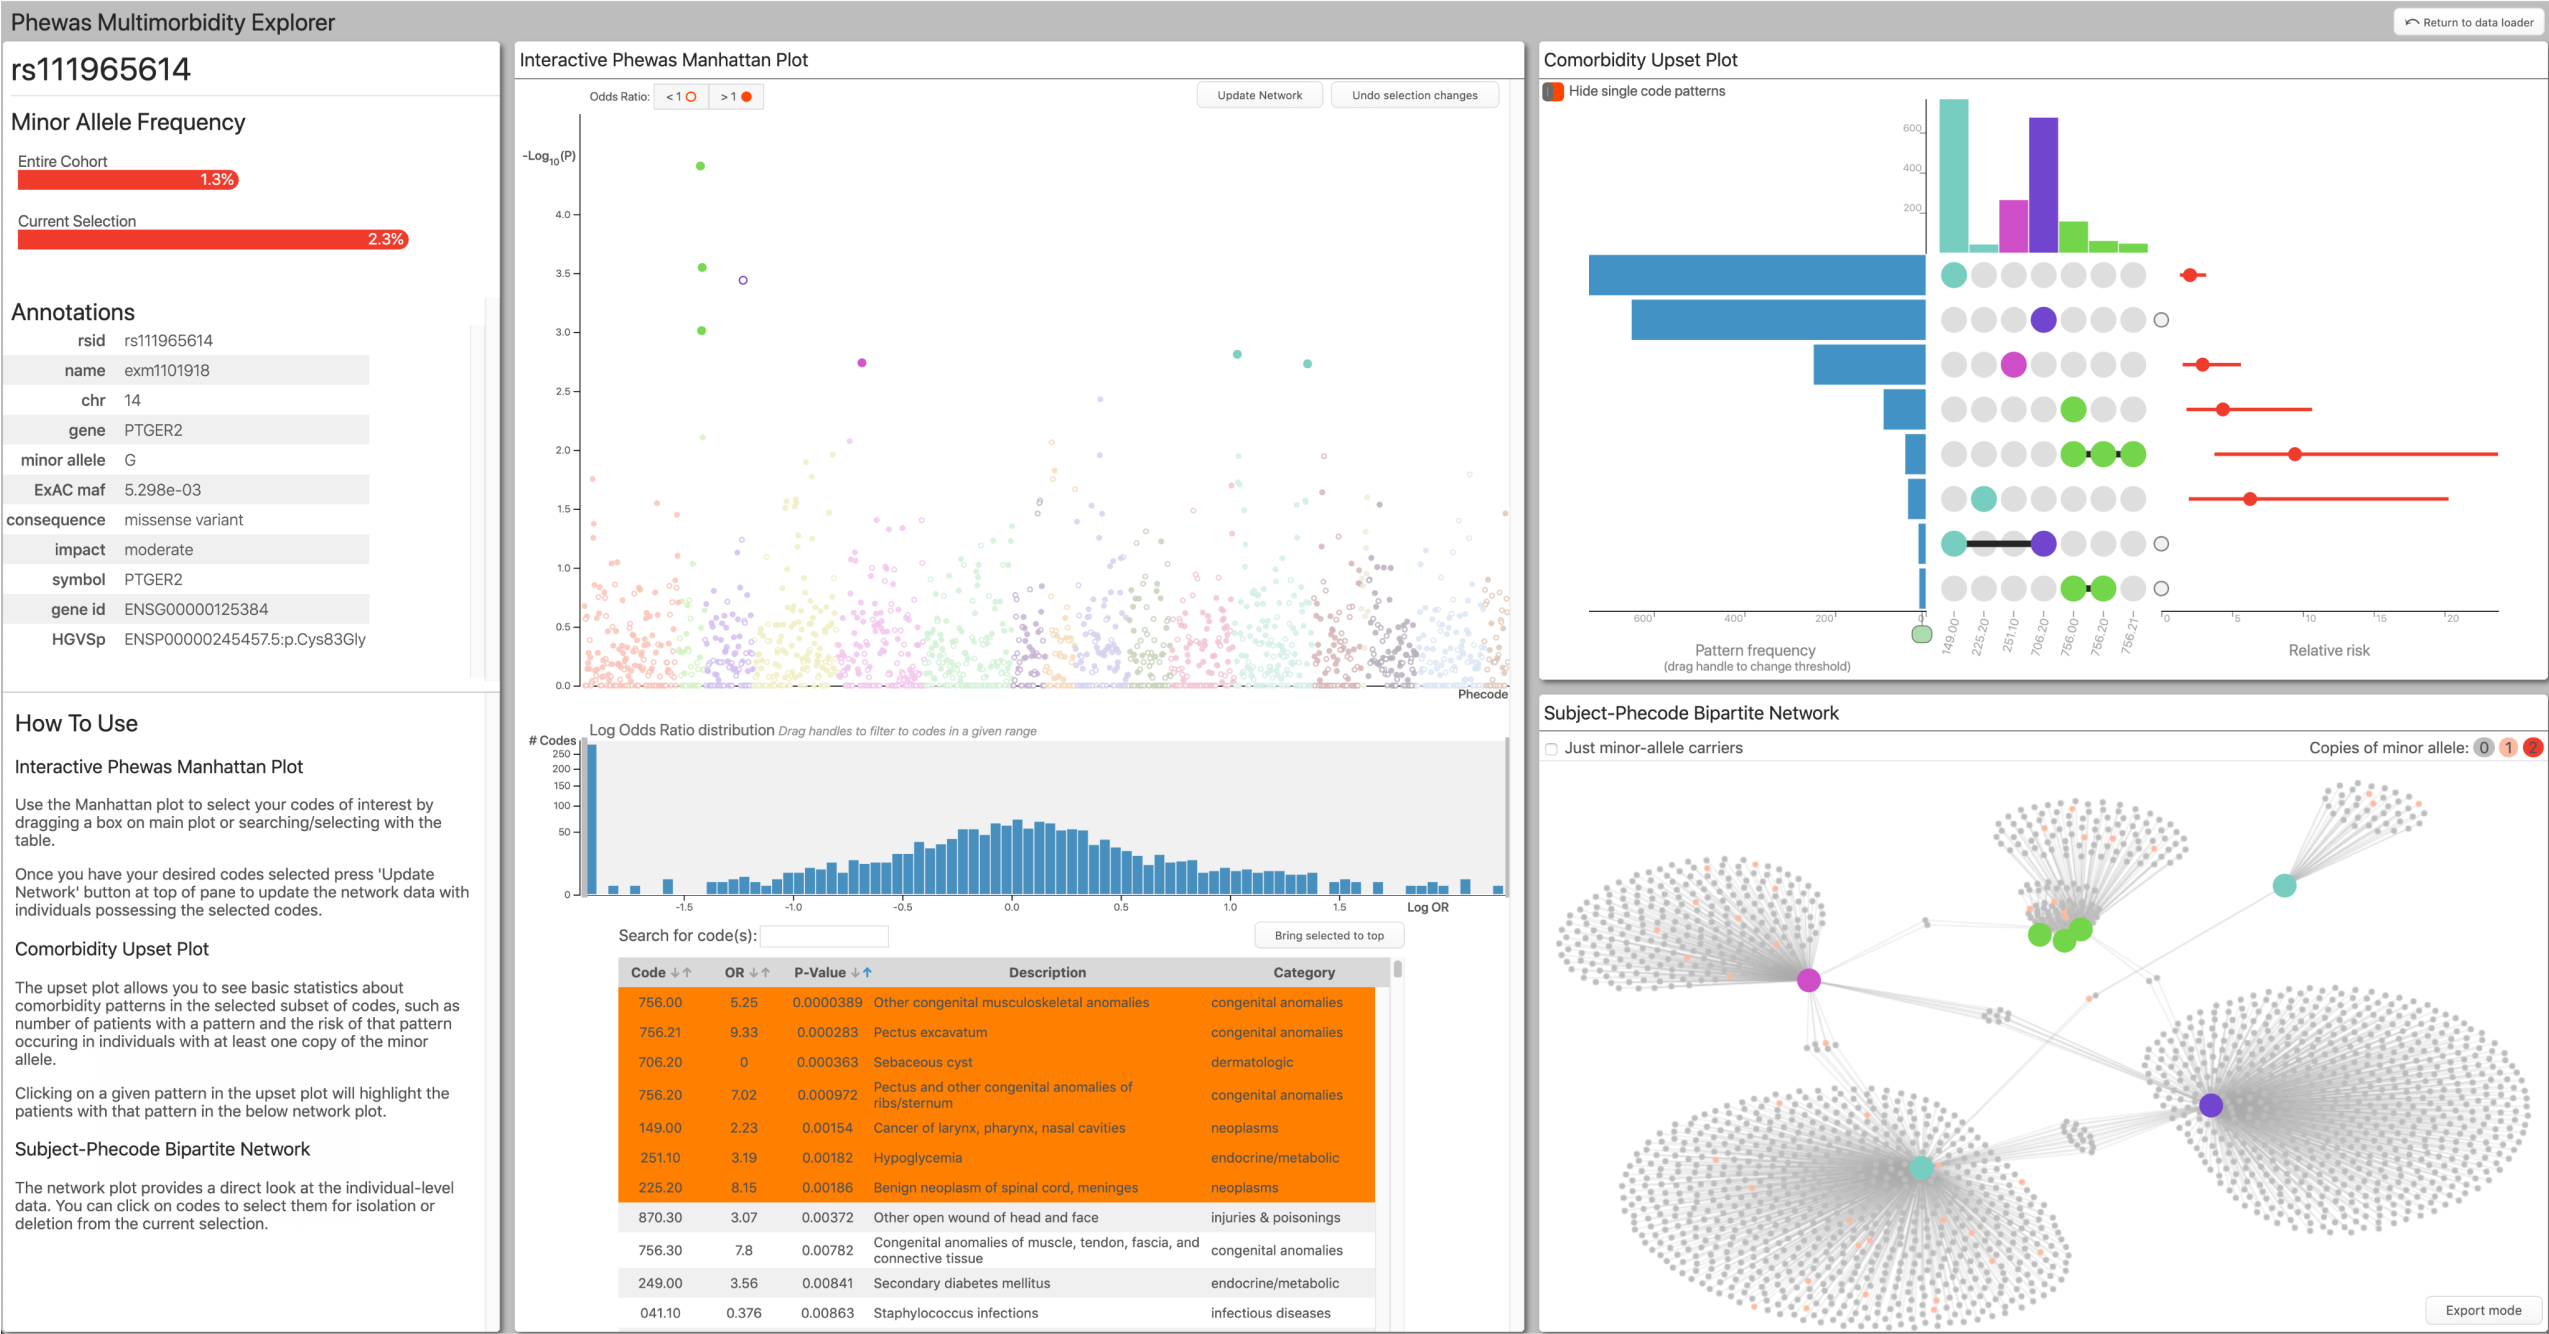 Phewas Multimorbidity Explorer
Return to data loader
rs111965614
Minor Allele Frequency
Entire Cohort
1.3%
Current Selection
2.3%
Annotations
rsid rs111965614
name exm1101918
chr 14
gene PTGER2
minor allele G
ExAC maf 5.298e-03
consequence missense variant
impact moderate
symbol PTGER2
gene id ENSG00000125384
HGVSp ENSP00000245457.5:p.Cys83Gly
How To Use
Interactive Phewas Manhattan Plot
Use the Manhattan plot to select your codes of interest by
dragging a box on main plot or searching/selecting with the
table.
Once you have your desired codes selected press 'Update
Network' button at top of pane to update the network data with
individuals possessing the selected codes.
Comorbidity Upset Plot
The upset plot allows you to see basic statistics about
comorbidity patterns in the selected subset of codes, such as
number of patients with a pattern and the risk of that pattern
occuring in individuals with at least one copy of the minor
allele.
Clicking on a given pattern in the upset plot will highlight the
patients with that pattern in the below network plot.
Subject-Phecode Bipartite Network
The network plot provides a direct look at the individual-level
data. You can click on codes to select them for isolation or
deletion from the current selection.
Interactive Phewas Manhattan Plot
Odds Ratio: < 1 > 1
Update Network
Undo selection changes
-Log10(P)
4.0
3.5
3.0
2.5
2.0
1.5
1.0
0.5
0.0
Phecode
Log Odds Ratio distribution Drag handles to filter to codes in a given range
# Codes
250
200
150
100
50
0
-1.5 -1.0 -0.5 0.0 0.5 1.0 1.5 Log OR
Search for code(s):
Bring selected to top
Code OR P-Value Description Category
756.00 5.25 0.0000389 Other congenital musculoskeletal anomalies congenital anomalies
756.21 9.33 0.000283 Pectus excavatum congenital anomalies
706.20 0 0.000363 Sebaceous cyst dermatologic
756.20 7.02 0.000972 Pectus and other congenital anomalies of
ribs/sternum congenital anomalies
149.00 2.23 0.00154 Cancer of larynx, pharynx, nasal cavities neoplasms
251.10 3.19 0.00182 Hypoglycemia endocrine/metabolic
225.20 8.15 0.00186 Benign neoplasm of spinal cord, meninges neoplasms
870.30 3.07 0.00372 Other open wound of head and face injuries & poisonings
756.30 7.8 0.00782 Congenital anomalies of muscle, tendon, fascia, and
connective tissue congenital anomalies
249.00 3.56 0.00841 Secondary diabetes mellitus endocrine/metabolic
041.10 0.376 0.00863 Staphylococcus infections infectious diseases
Comorbidity Upset Plot
Hide single code patterns
600
400
200
600 400 200 0
149.00 225.20 251.10 706.20 756.00 756.20 756.21
0 5 10 15 20
Pattern frequency
(drag handle to change threshold)
Relative risk
Subject-Phecode Bipartite Network
Just minor-allele carriers
Copies of minor allele: 0 1 2
Export mode